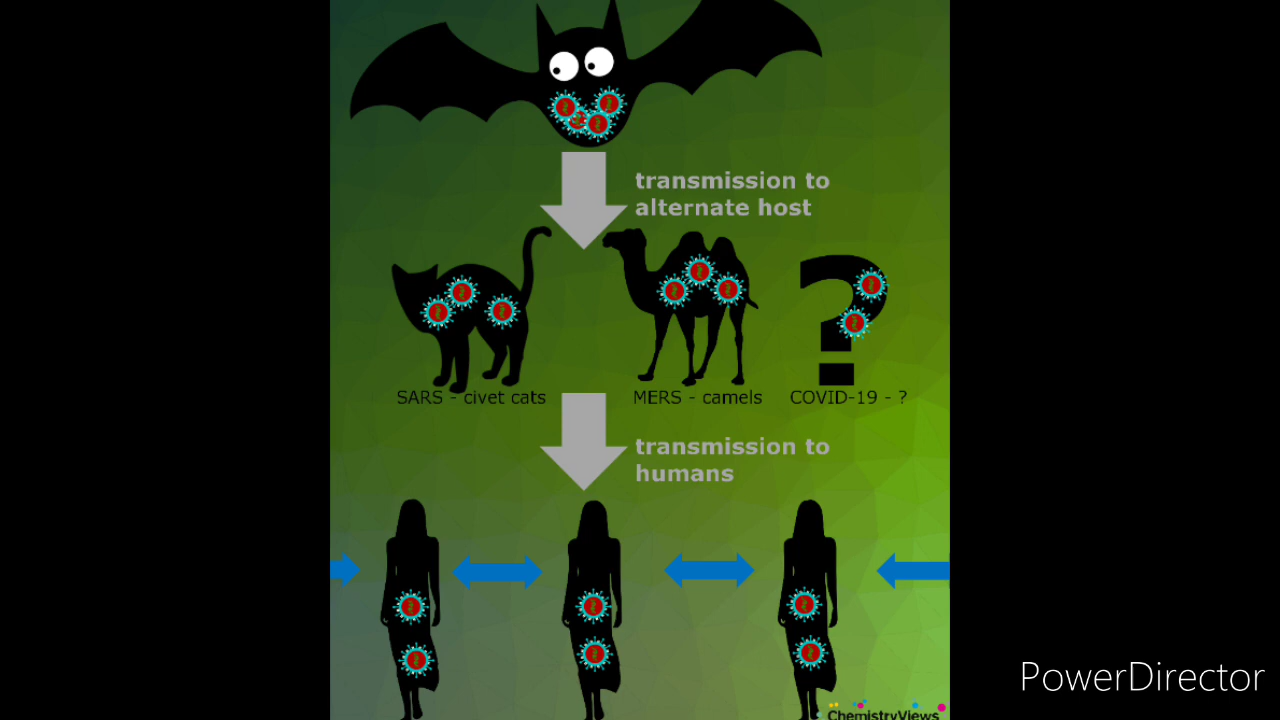 transmission to
alternate host
SARS - civet cats
MERS - camels
COVID-19 - ?
transmission to
humans
PowerDirector
ChemistryViews